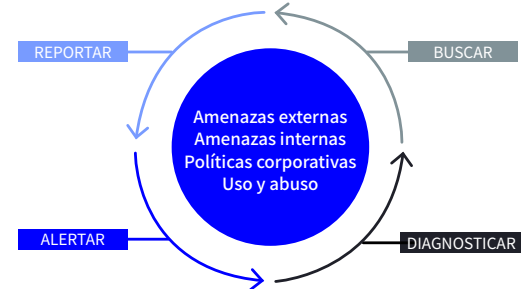 REPORTAR
BUSCAR
Amenazas externas
Amenazas internas
Políticas corporativas
Uso y abuso
ALERTAR
DIAGNOSTICAR